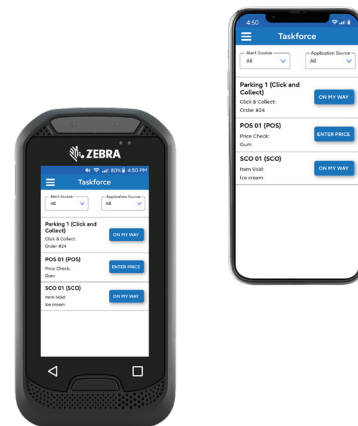 ZEBRA
80% 4:50 PM
Taskforce
Alert Source
Application Source
All
All
Parking 1 (Click and
Collect)
Click & Collect:
Order #24
ON MY WAY
POS 01 (POS)
Price Check:
Gum
ENTER PRICE
SCO 01 (SCO)
Item Void:
Ice cream
ON MY WAY
4:50
Taskforce
Alert Source
Application Source
All
All
Parking 1 (Click and
Collect)
Click & Collect:
Order #24
ON MY WAY
POS 01 (POS)
Price Check:
Gum
ENTER PRICE
SCO 01 (SCO)
Item Void:
Ice cream
ON MY WAY